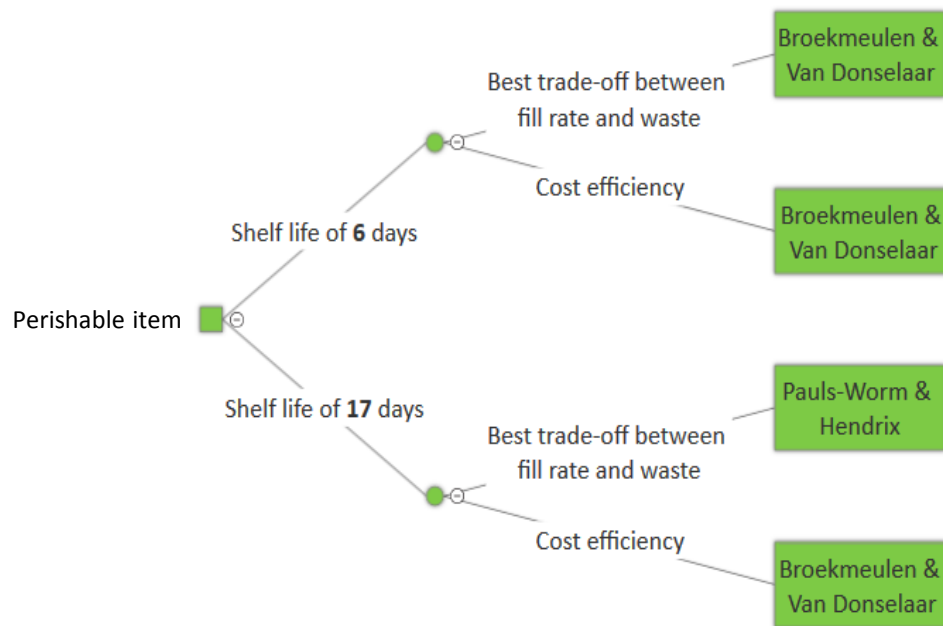 Broekmeulen &
Van Donselaar
Best trade-off between
fill rate and waste
Cost efficiency
Broekmeulen &
Van Donselaar
Shelf life of 6 days
Perishable item
Shelf life of 17 days
Pauls-Worm &
Hendrix
Best trade-off between
fill rate and waste
Cost efficiency
Broekmeulen &
Van Donselaar